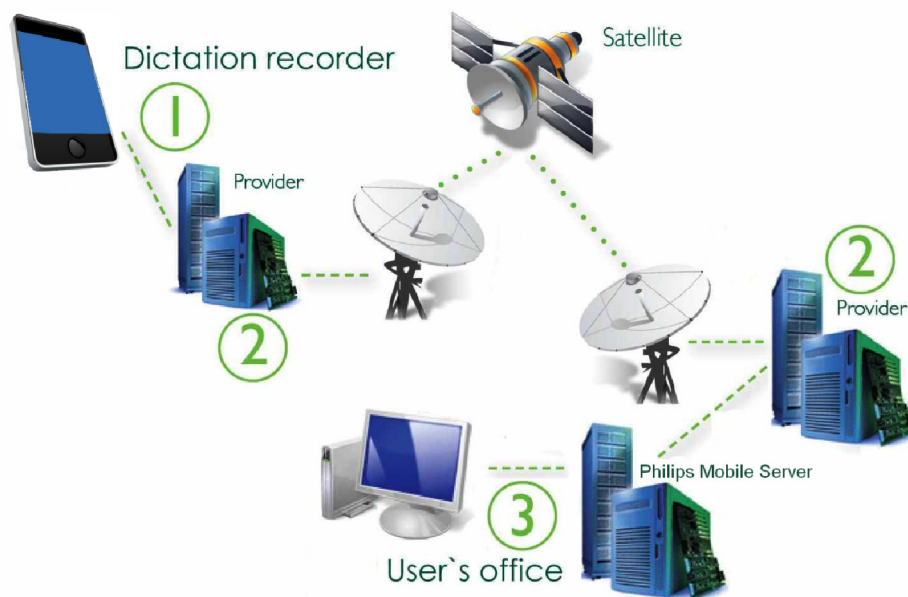 Dictation recorder
Satellite
1
Provider
2
2
Provider
Philips Mobile Server
3
User`s office